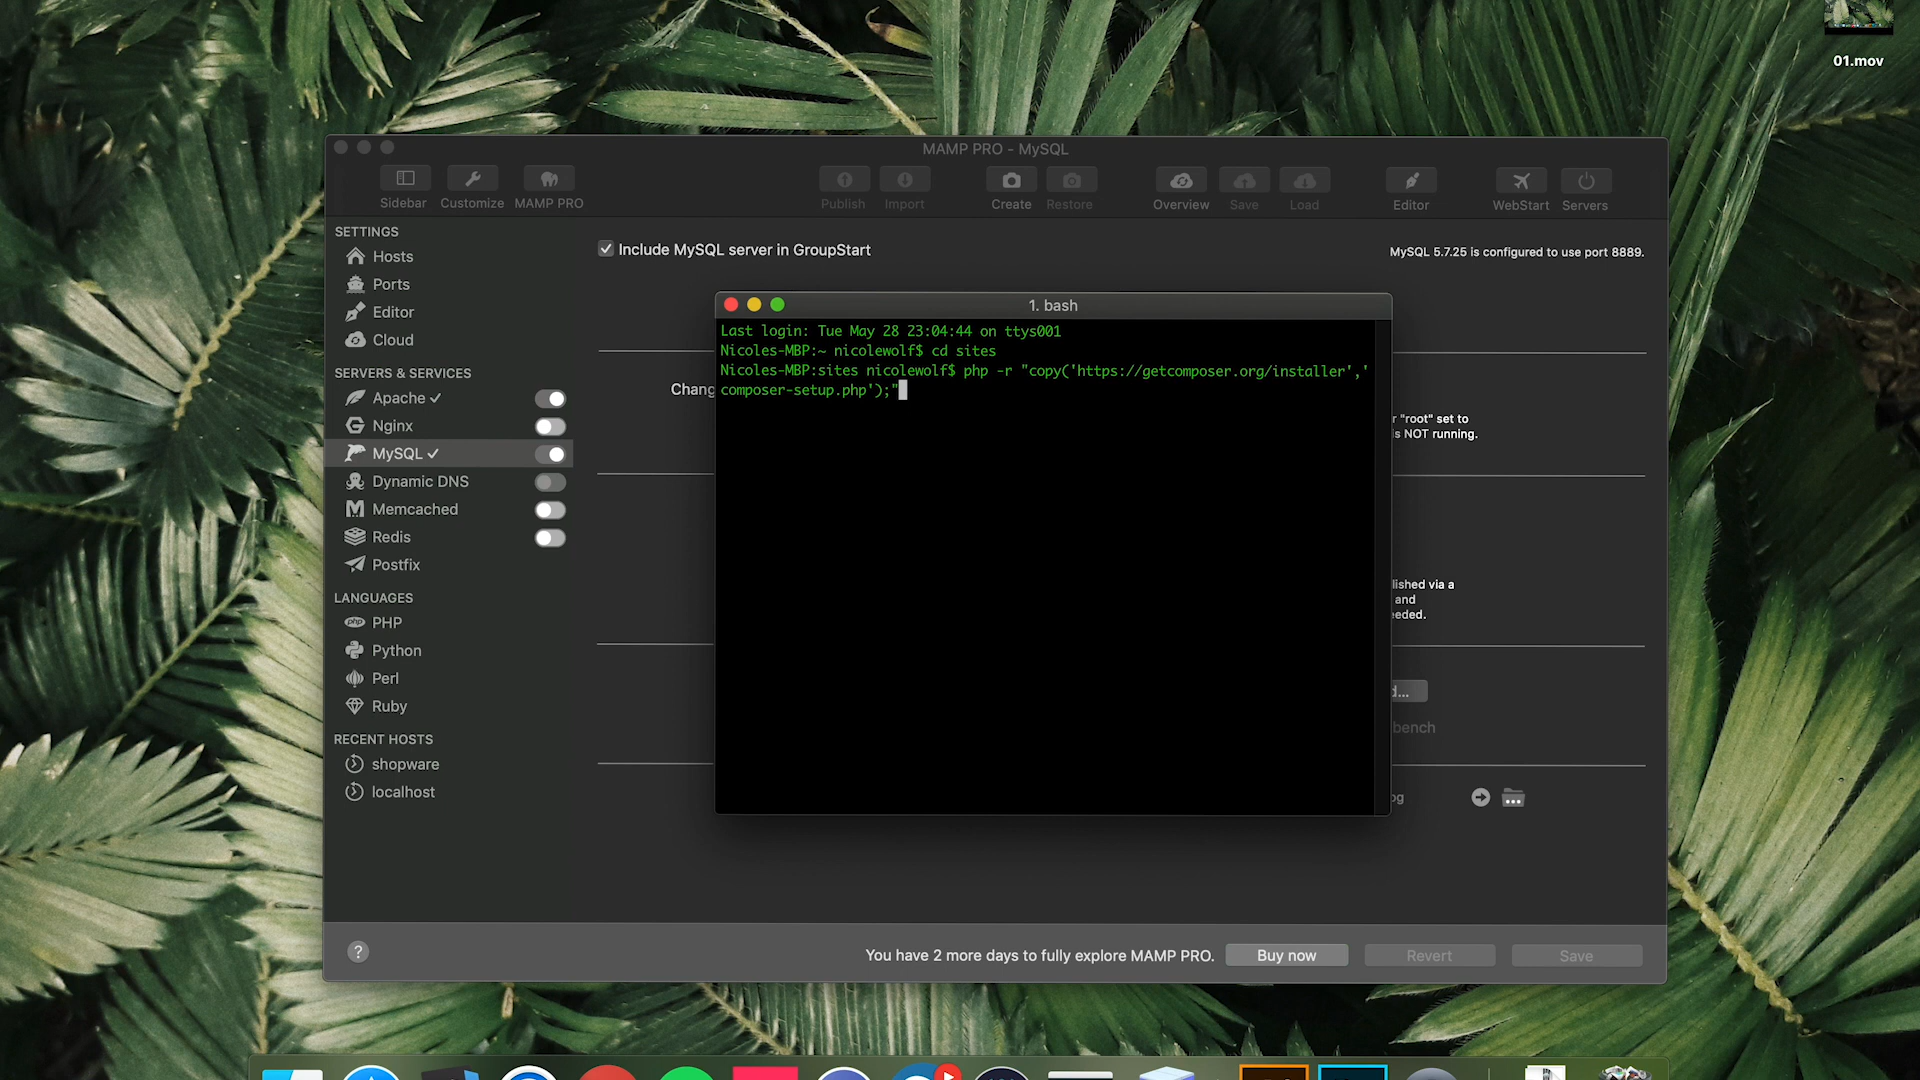 01.mov
MAMP PRO - MySQL
Sidebar Customize MAMP PRO Publish Import Create Restore Overview Save Load Editor WebStart Servers
SETTINGS
Hosts
Ports
Editor
Cloud
SERVERS & SERVICES
Apache ✓
Nginx
MySQL ✓
Dynamic DNS
Memcached
Redis
Postfix
LANGUAGES
php PHP
Python
Perl
Ruby
RECENT HOSTS
shopware
localhost
Include MySQL server in GroupStart
MySQL 5.7.25 is configured to use port 8889.
Chang
1. bash
Last login: Tue May 28 23:04:44 on ttys001
Nicoles-MBP:~ nicolewolf$ cd sites
Nicoles-MBP:sites nicolewolf$ php -r "copy('https://getcomposer.org/installer','
composer-setup.php');"
"root" set to
s NOT running.
lished via a
and
eeded.
d...
bench
og
?
You have 2 more days to fully explore MAMP PRO.
Buy now
Revert
Save